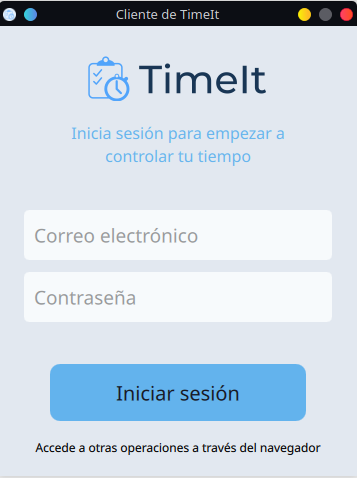 Cliente de TimeIt
TimeIt
Inicia sesión para empezar a
controlar tu tiempo
Correo electrónico
Contraseña
Iniciar sesión
Accede a otras operaciones a través del navegador